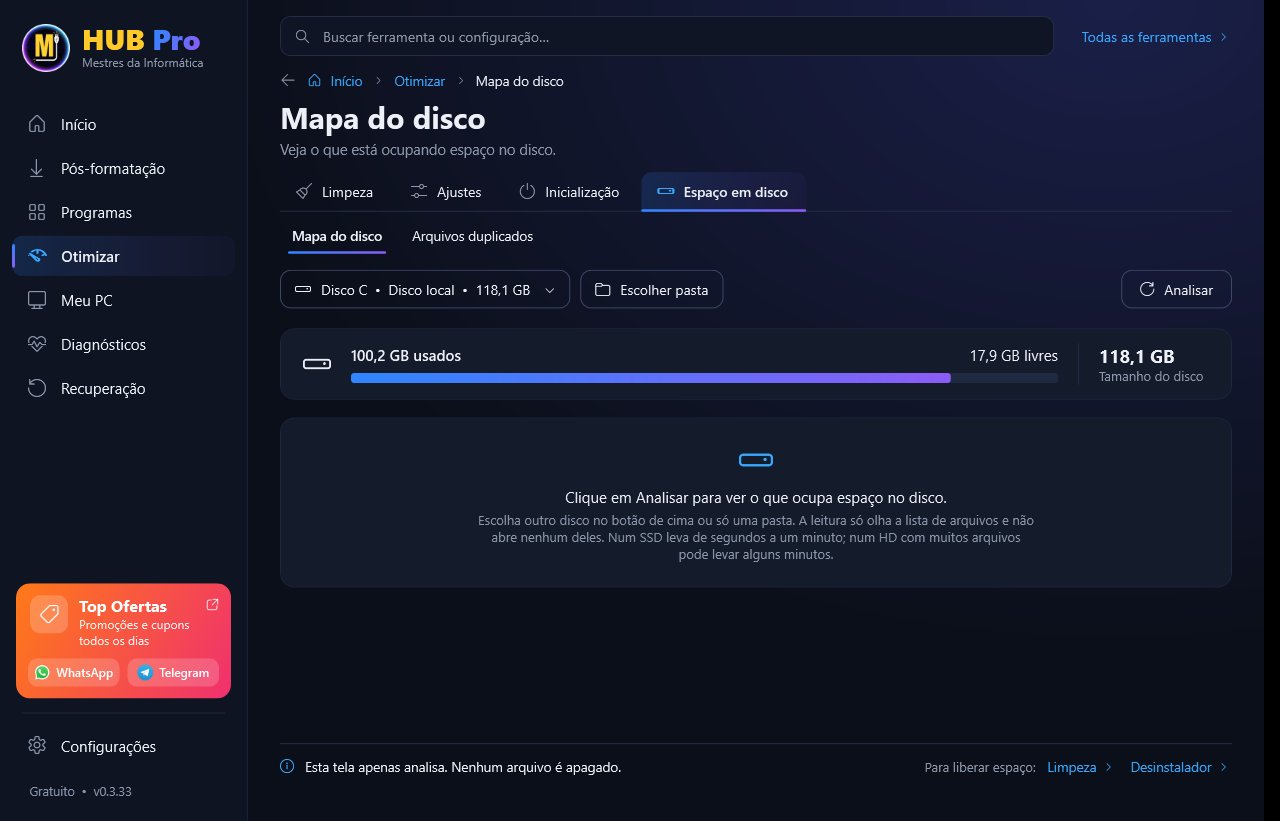 HUB Pro
Mestres da Informática
Início
Pós-formatação
Programas
Otimizar
Meu PC
Diagnósticos
Recuperação
Top Ofertas
Promoções e cupons
todos os dias
WhatsApp
Telegram
Configurações
Gratuito • v0.3.33
Buscar ferramenta ou configuração...
Todas as ferramentas
Início
Otimizar
Mapa do disco
Mapa do disco
Veja o que está ocupando espaço no disco.
Limpeza
Ajustes
Inicialização
Espaço em disco
Mapa do disco
Arquivos duplicados
Disco C • Disco local • 118,1 GB
Escolher pasta
Analisar
100,2 GB usados
17,9 GB livres
118,1 GB
Tamanho do disco
Clique em Analisar para ver o que ocupa espaço no disco.
Escolha outro disco no botão de cima ou só uma pasta. A leitura só olha a lista de arquivos e não
abre nenhum deles. Num SSD leva de segundos a um minuto; num HD com muitos arquivos
pode levar alguns minutos.
Esta tela apenas analisa. Nenhum arquivo é apagado.
Para liberar espaço:
Limpeza
Desinstalador